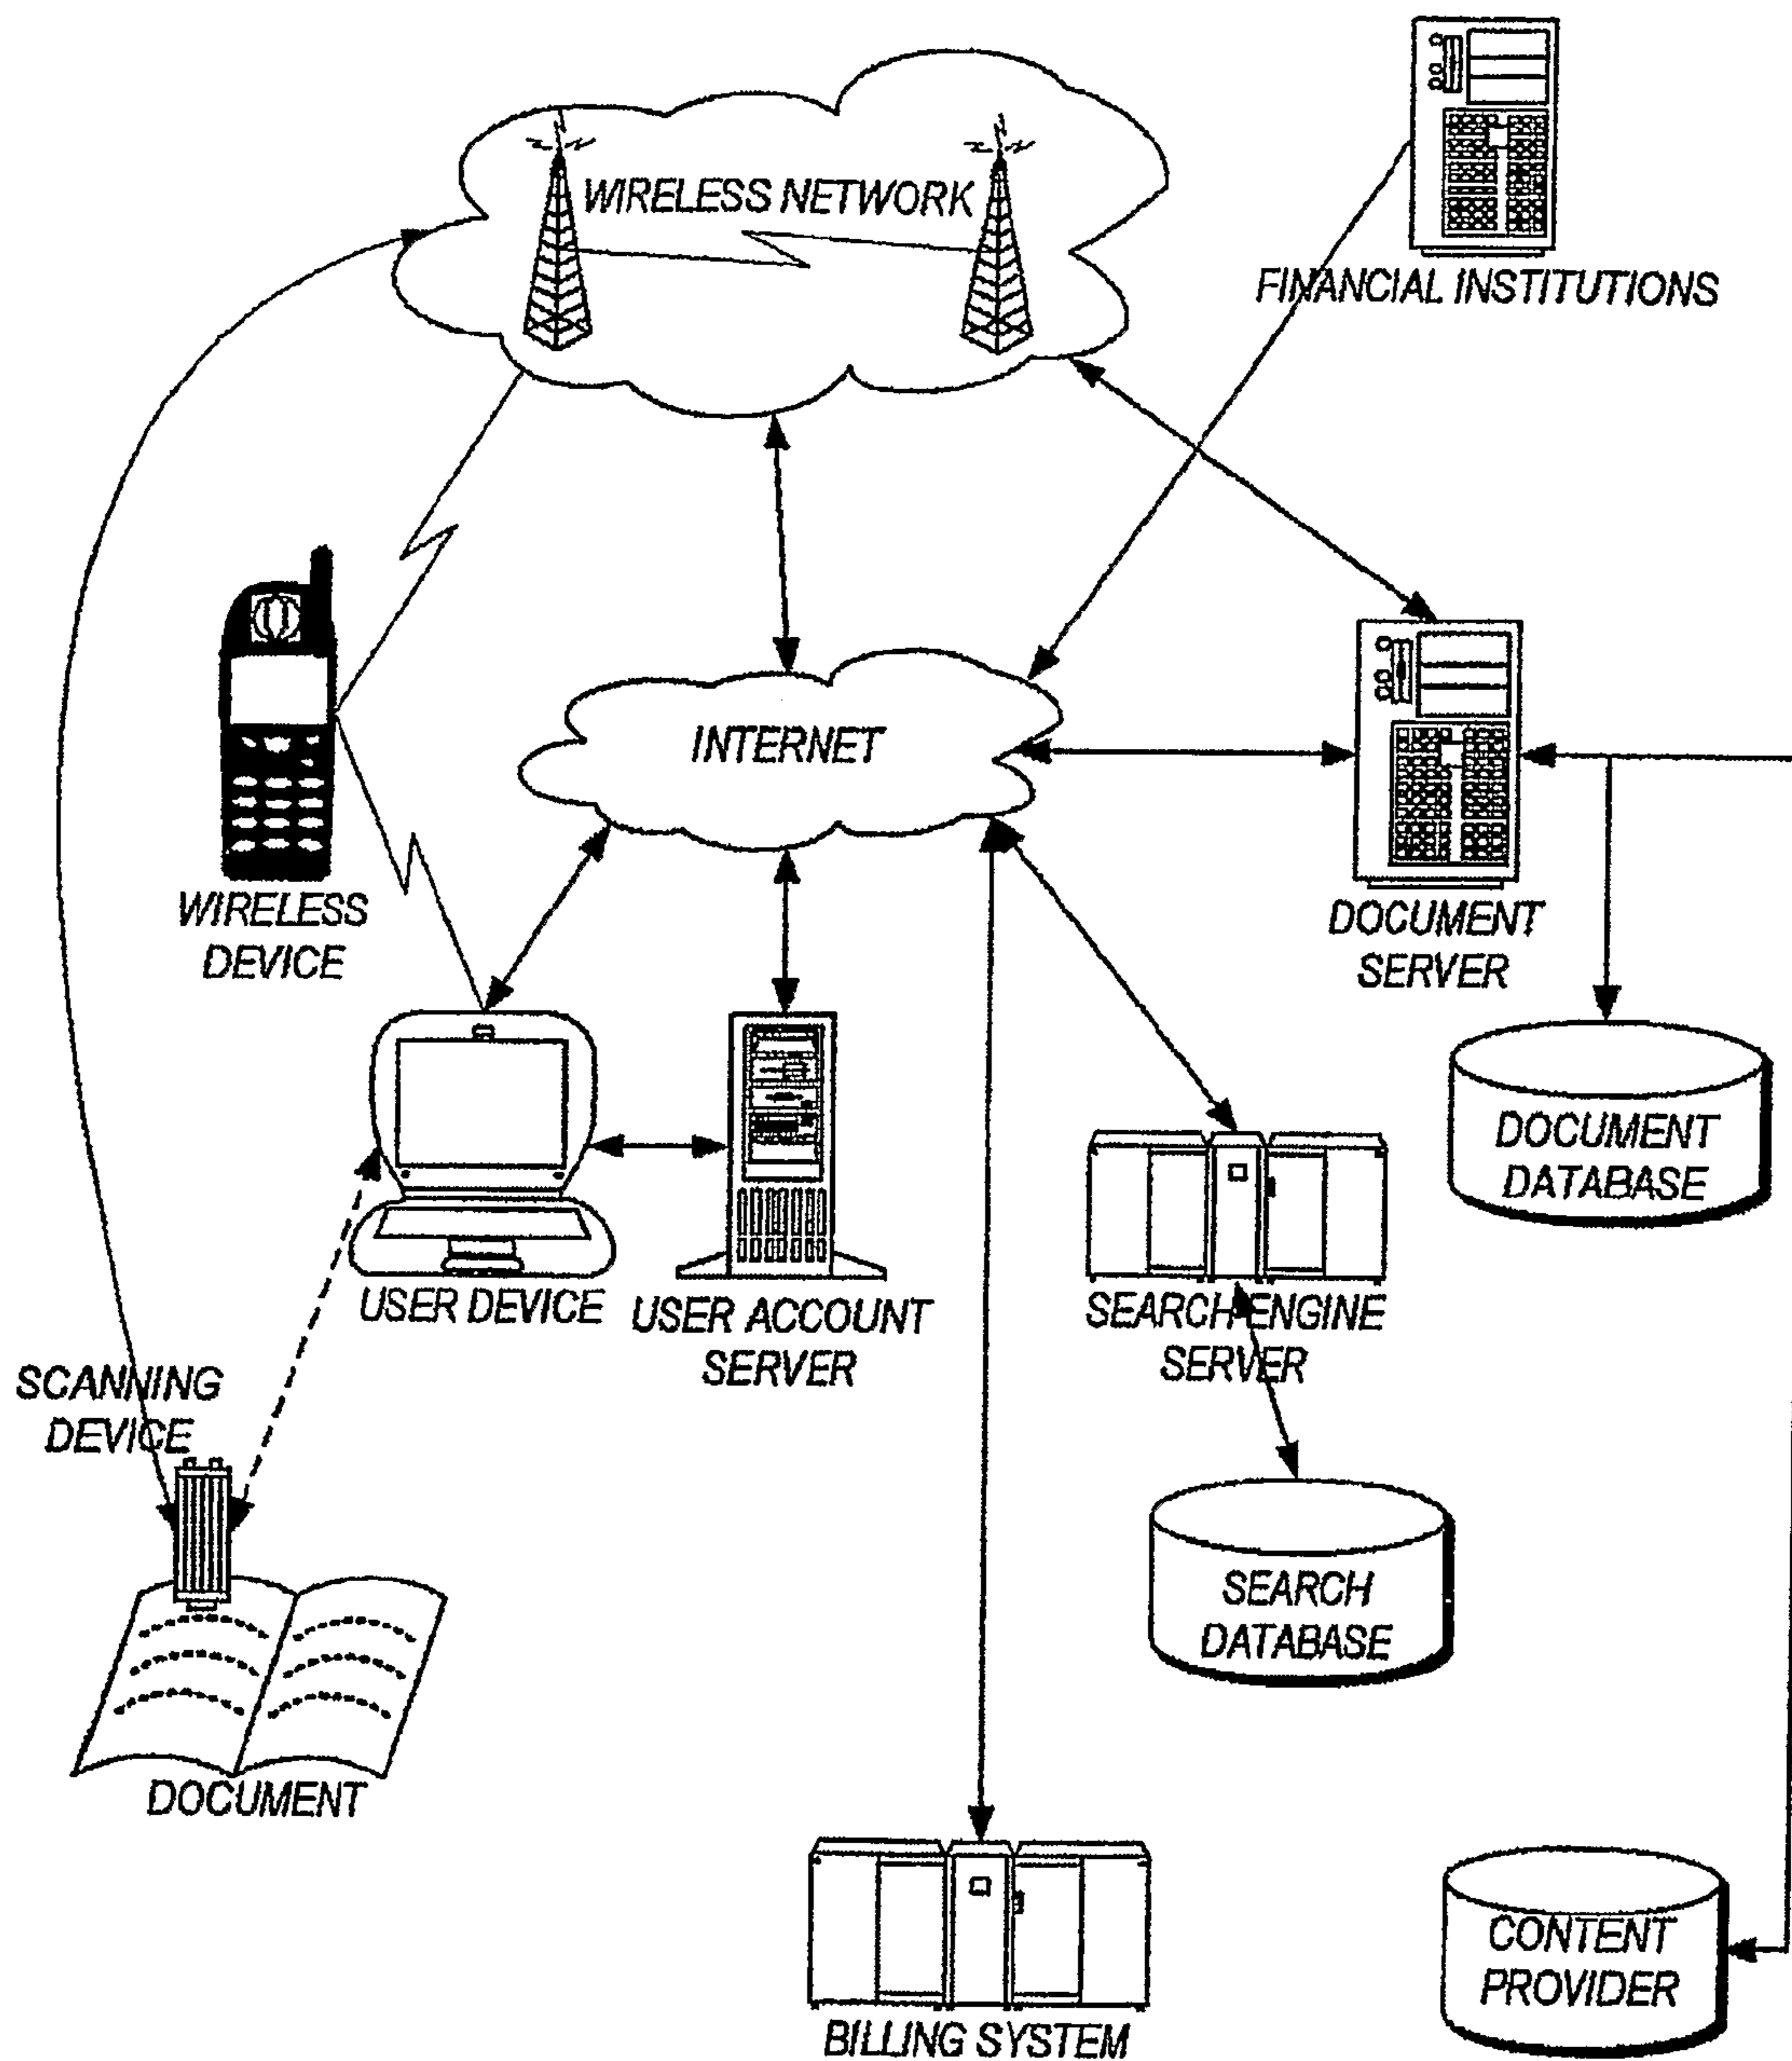 WIRELESS NETWORK
FINANCIAL INSTITUTIONS
INTERNET
WIRELESS
DEVICE
DOCUMENT
SERVER
DOCUMENT
DATABASE
USER DEVICE
USER ACCOUNT
SERVER
SEARCH ENGINE
SERVER
SCANNING
DEVICE
SEARCH
DATABASE
DOCUMENT
CONTENT
PROVIDER
BILLING SYSTEM